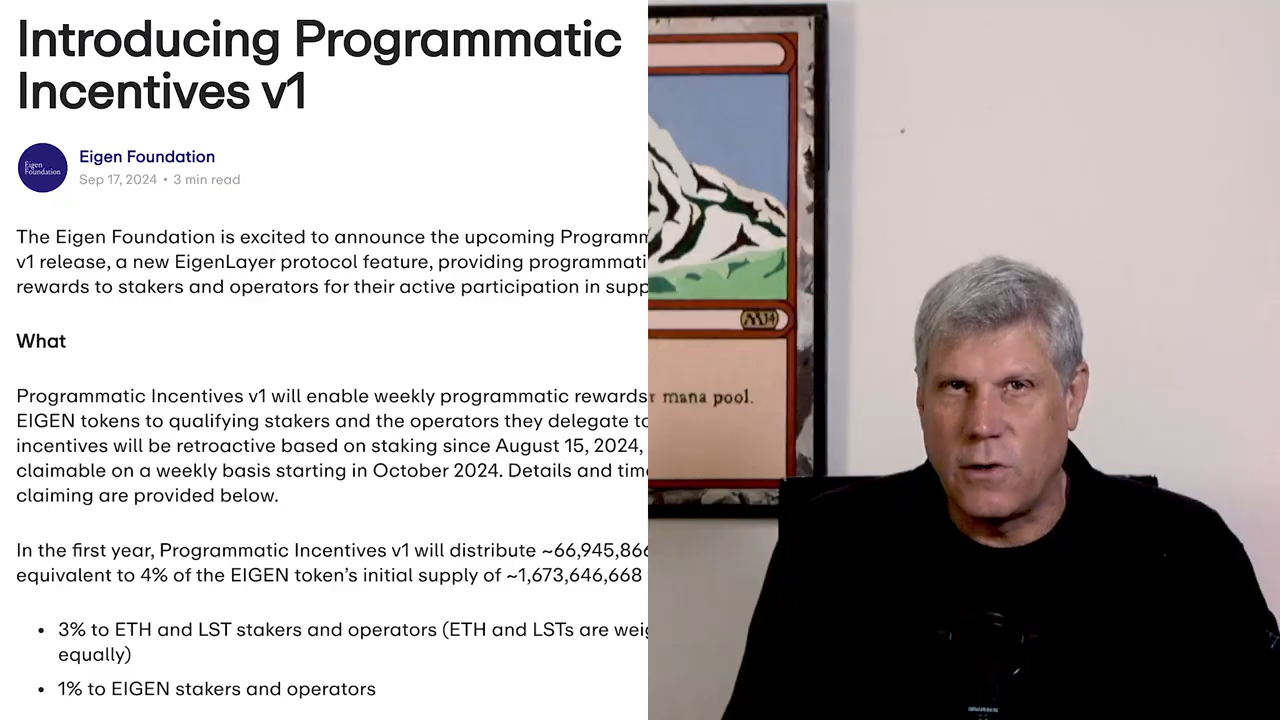 Introducing Programmatic
Incentives v1
Eigen Foundation
Eigen
Foundation
Sep 17, 2024 • 3 min read
The Eigen Foundation is excited to announce the upcoming Programm
v1 release, a new EigenLayer protocol feature, providing programmati
rewards to stakers and operators for their active participation in supp
What
Programmatic Incentives v1 will enable weekly programmatic rewards
EIGEN tokens to qualifying stakers and the operators they delegate to
incentives will be retroactive based on staking since August 15, 2024,
claimable on a weekly basis starting in October 2024. Details and time
claiming are provided below.
In the first year, Programmatic Incentives v1 will distribute ~66,945,866
equivalent to 4% of the EIGEN token's initial supply of ~1,673,646,668
• 3% to ETH and LST stakers and operators (ETH and LSTs are weig
equally)
• 1% to EIGEN stakers and operators
r mana pool.